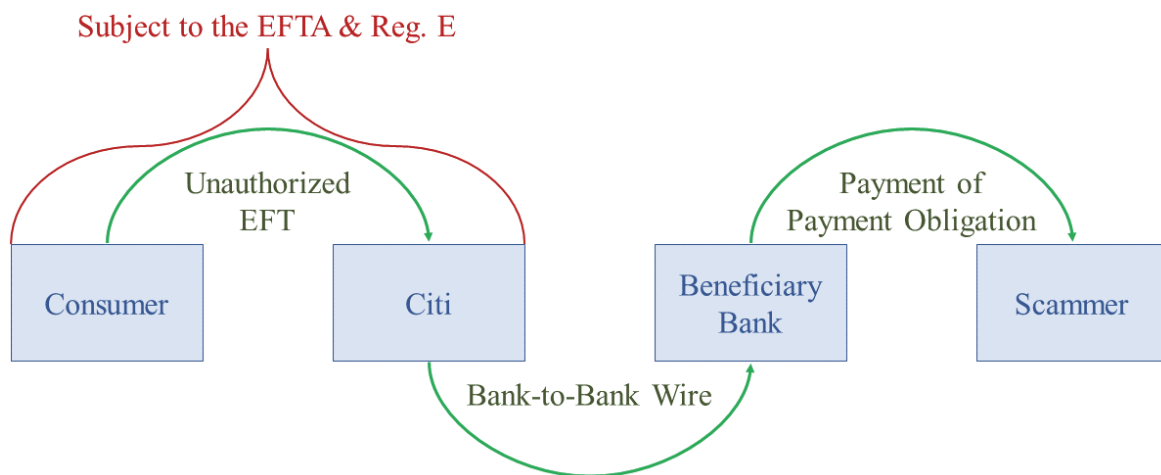 Subject to the EFTA & Reg. E
Unauthorized
EFT
Payment of
Payment Obligation
Consumer
Citi
Beneficiary
Bank
Scammer
Bank-to-Bank Wire